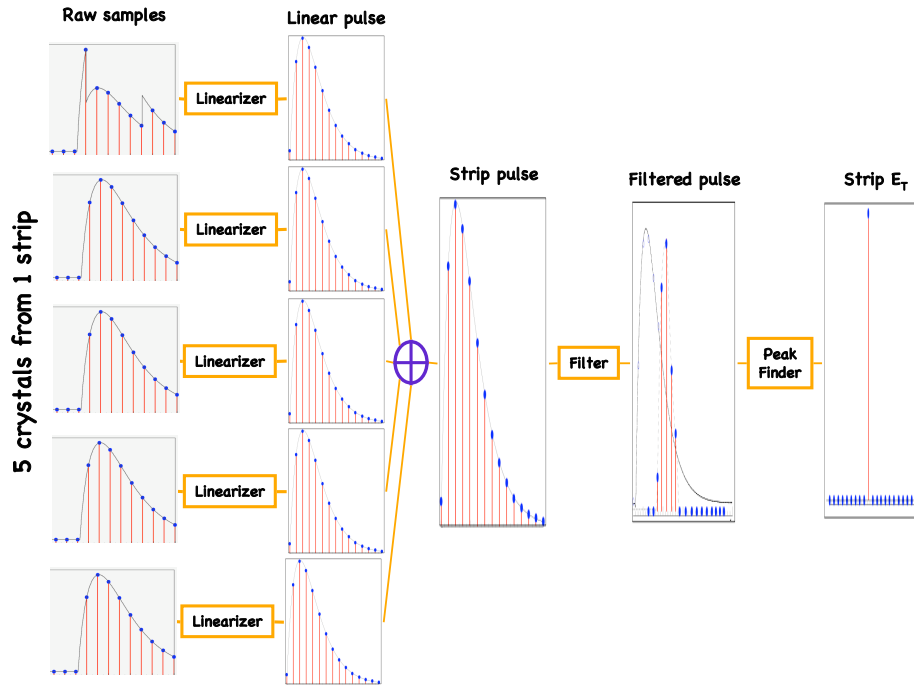 Raw samples
Linear pulse
Linearizer
Linearizer
Strip pulse
Filtered pulse
Strip E_T
5 crystals from 1 strip
Linearizer
Filter
Peak
Finder
Linearizer
Linearizer